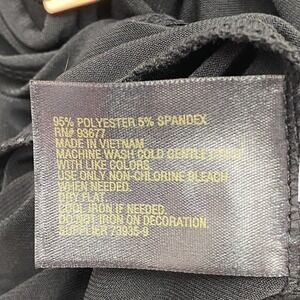 95% POLYESTER 5% SPANDEX
RN# 93677
MADE IN VIETNAM
MACHINE WASH COLD GENTLE CYCLE
WITH LIKE COLORS
USE ONLY NON-CHLORINE BLEACH
WHEN NEEDED.
DRY FLAT.
COOL IRON IF NEEDED.
DO NOT IRON ON DECORATION.
SUPPLIER 73935-9